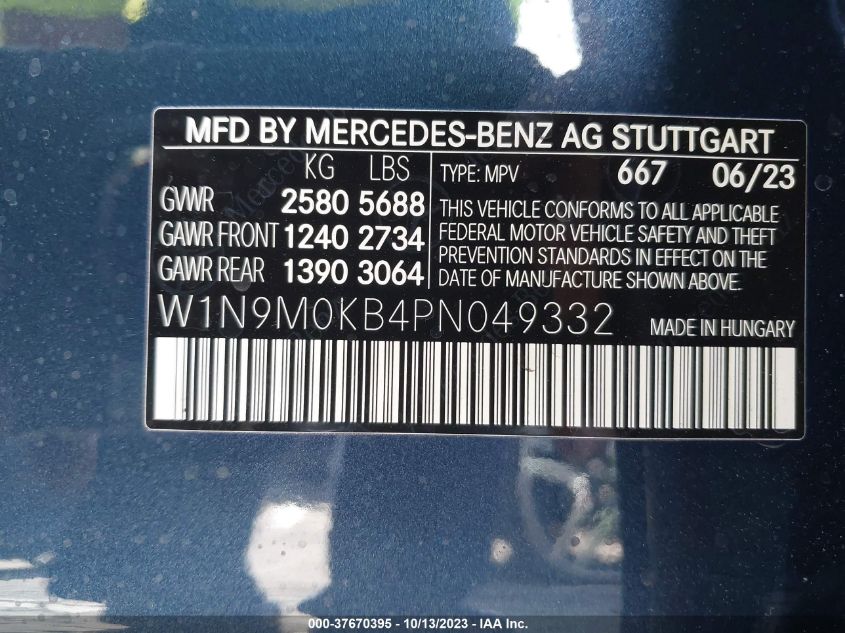 MFD BY MERCEDES-BENZ AG STUTTGART
KG LBS
GVWR 2580 5688
GAWR FRONT 1240 2734
GAWR REAR 1390 3064
TYPE: MPV 667 06/23
THIS VEHICLE CONFORMS TO ALL APPLICABLE
FEDERAL MOTOR VEHICLE SAFETY AND THEFT
PREVENTION STANDARDS IN EFFECT ON THE
DATE OF MANUFACTURE SHOWN ABOVE.
W1N9M0KB4PN049332
MADE IN HUNGARY
000-37670395 - 10/13/2023 - IAA Inc.